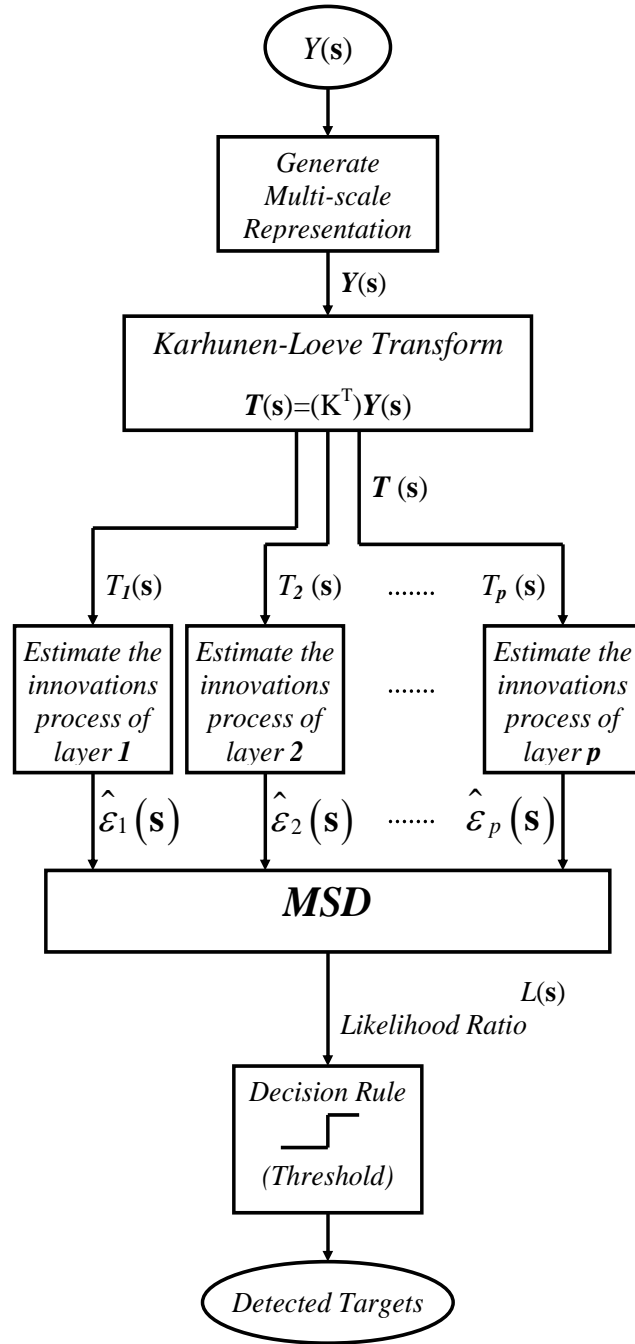 Y(s)
Generate
Multi-scale
Representation
Y(s)
Karhunen-Loeve Transform
T(s)=(Kᵀ)Y(s)
T (s)
T₁(s) T₂ (s) ....... Tₚ (s)
Estimate the innovations process of layer 1
Estimate the innovations process of layer 2
.......
Estimate the innovations process of layer p
ε̂₁(s) ε̂₂(s) ....... ε̂ₚ(s)
MSD
L(s)
Likelihood Ratio
Decision Rule
(Threshold)
Detected Targets